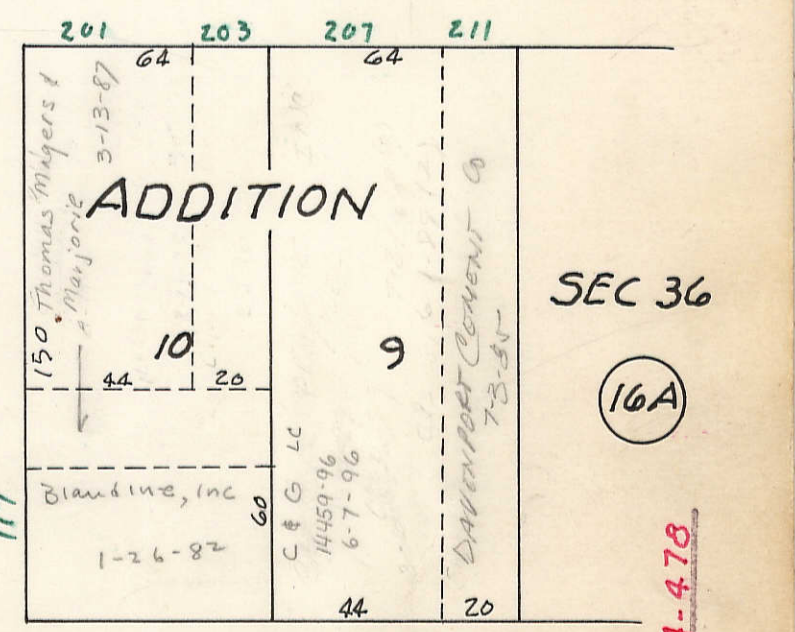 201 203 207 211
64 64
150 Thomas Mingers &
A. Marjorie
3-13-87
ADDITION
10
9
44 20
Blandine, Inc
1-26-82
60
C & G LC
14459-96
6-7-96
DAVENPORT CEMENT Co
7-3-85
44 20
SEC 36
16A
117
-478